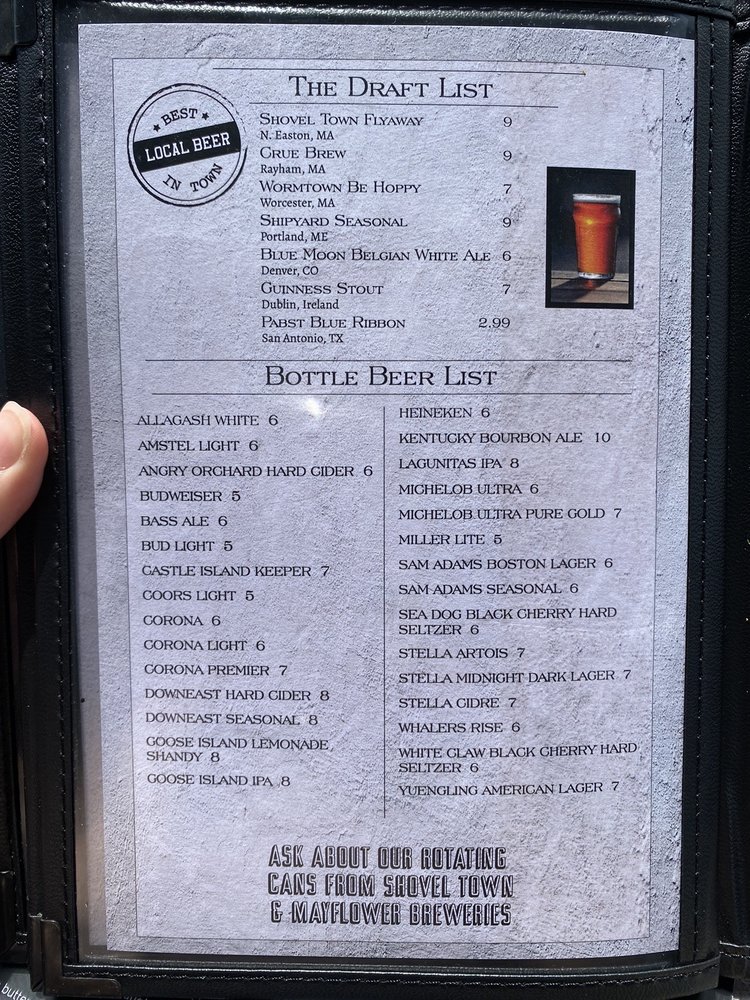 BEST
LOCAL BEER
IN TOWN
THE DRAFT LIST
SHOVEL TOWN FLYAWAY 9
N. Easton, MA
CRUE BREW 9
Rayham, MA
WORMTOWN BE HOPPY 7
Worcester, MA
SHIPYARD SEASONAL 9
Portland, ME
BLUE MOON BELGIAN WHITE ALE 6
Denver, CO
GUINNESS STOUT 7
Dublin, Ireland
PABST BLUE RIBBON 2.99
San Antonio, TX
BOTTLE BEER LIST
ALLAGASH WHITE 6
AMSTEL LIGHT 6
ANGRY ORCHARD HARD CIDER 6
BUDWEISER 5
BASS ALE 6
BUD LIGHT 5
CASTLE ISLAND KEEPER 7
COORS LIGHT 5
CORONA 6
CORONA LIGHT 6
CORONA PREMIER 7
DOWNEAST HARD CIDER 8
DOWNEAST SEASONAL 8
GOOSE ISLAND LEMONADE
SHANDY 8
GOOSE ISLAND IPA 8
HEINEKEN 6
KENTUCKY BOURBON ALE 10
LAGUNITAS IPA 8
MICHELOB ULTRA 6
MICHELOB ULTRA PURE GOLD 7
MILLER LITE 5
SAM ADAMS BOSTON LAGER 6
SAM ADAMS SEASONAL 6
SEA DOG BLACK CHERRY HARD
SELTZER 6
STELLA ARTOIS 7
STELLA MIDNIGHT DARK LAGER 7
STELLA CIDRE 7
WHALERS RISE 6
WHITE CLAW BLACK CHERRY HARD
SELTZER 6
YUENGLING AMERICAN LAGER 7
ASK ABOUT OUR ROTATING
CANS FROM SHOVEL TOWN
& MAYFLOWER BREWERIES